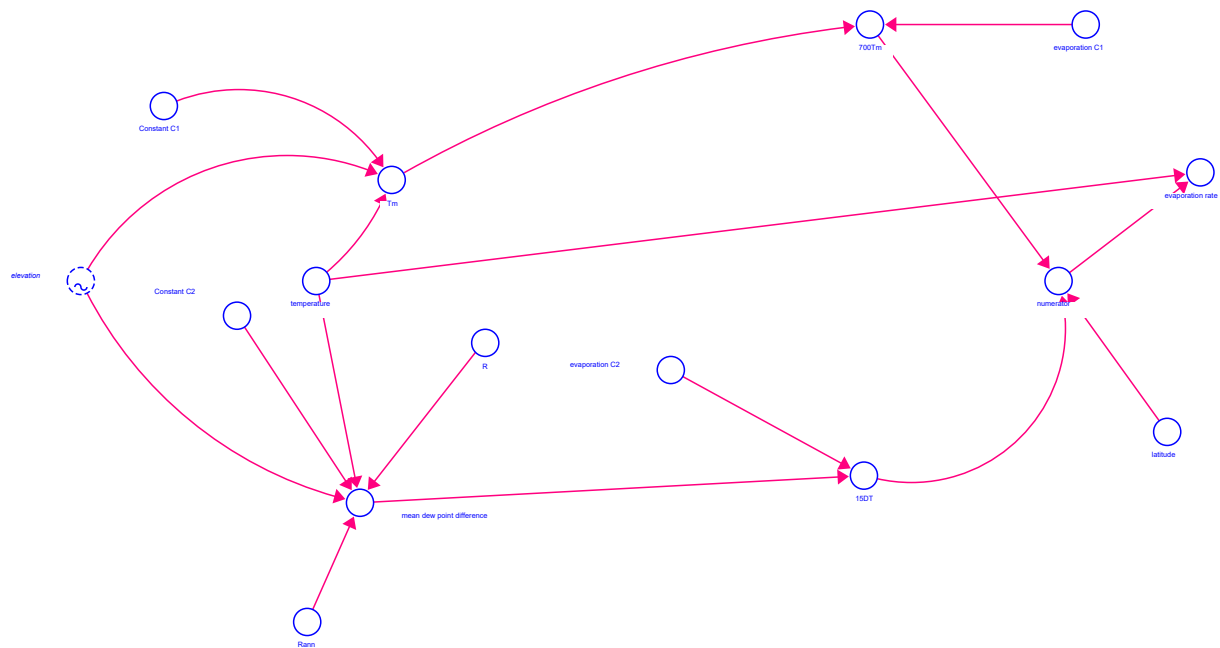 700Tm
evaporation C1
Constant C1
evaporation rate
Tm
elevation
Constant C2
temperature
numerator
R
evaporation C2
latitude
15DT
mean dew point difference
Rann